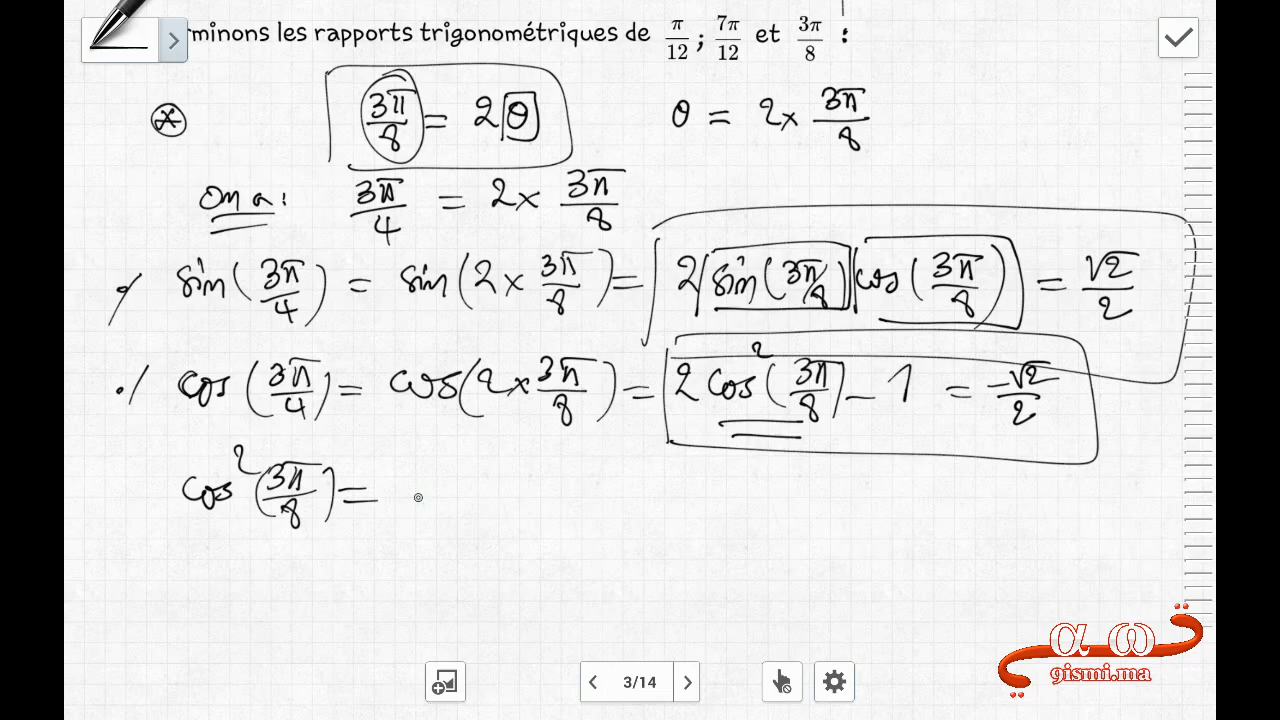 rminons les rapports trigonométriques de π/12 ; 7π/12 et 3π/8 :
3π/8 = 2θ θ = 2 × 3π/8
On a : 3π/4 = 2 × 3π/8
./ sin(3π/4) = sin(2 × 3π/8) = 2 sin(3π/8) cos(3π/8) = √2/2
./ cos(3π/4) = cos(2 × 3π/8) = 2 cos²(3π/8) – 1 = –√2/2
cos²(3π/8) =
α ω ق
gismi.ma
3/14